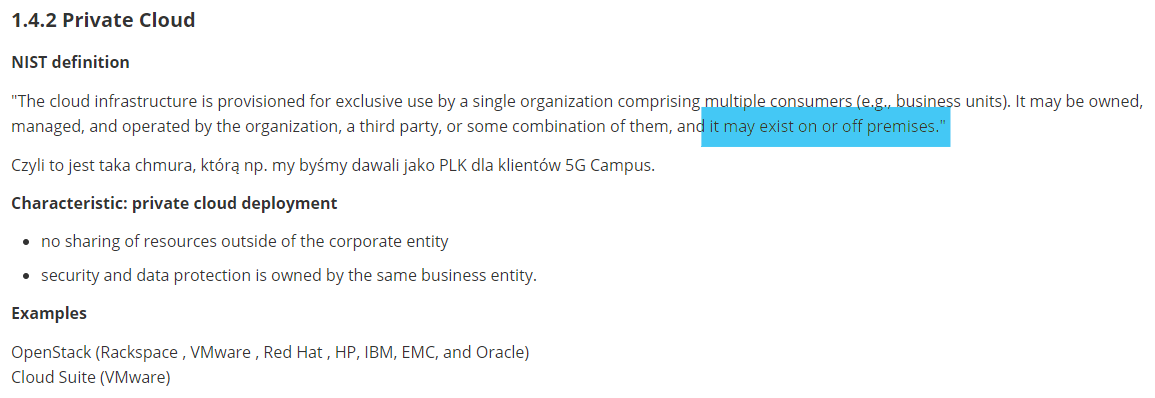 1.4.2 Private Cloud
NIST definition
"The cloud infrastructure is provisioned for exclusive use by a single organization comprising multiple consumers (e.g., business units). It may be owned,
managed, and operated by the organization, a third party, or some combination of them, and it may exist on or off premises."
Czyli to jest taka chmura, którą np. my byśmy dawali jako PLK dla klientów 5G Campus.
Characteristic: private cloud deployment
• no sharing of resources outside of the corporate entity
• security and data protection is owned by the same business entity.
Examples
OpenStack (Rackspace , VMware , Red Hat , HP, IBM, EMC, and Oracle)
Cloud Suite (VMware)